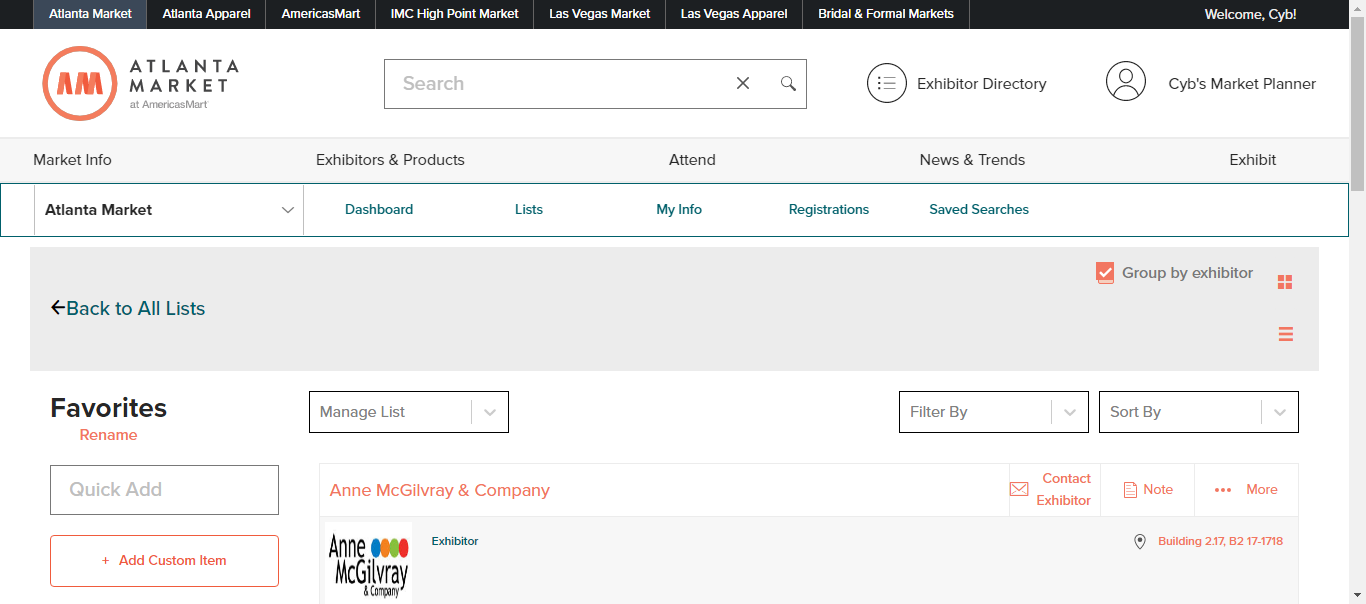 Atlanta Market
Atlanta Apparel
AmericasMart
IMC High Point Market
Las Vegas Market
Las Vegas Apparel
Bridal & Formal Markets
Welcome, Cyb!
AM
ATLANTA
MARKET
at AmericasMart
Search
Exhibitor Directory
Cyb's Market Planner
Market Info
Exhibitors & Products
Attend
News & Trends
Exhibit
Atlanta Market
Dashboard
Lists
My Info
Registrations
Saved Searches
Group by exhibitor
Back to All Lists
Favorites
Rename
Manage List
Filter By
Sort By
Quick Add
+ Add Custom Item
Anne McGilvray & Company
Contact
Exhibitor
Note
More
Anne
McGilvray
& Company
Exhibitor
Building 2.17, B2 17-1718